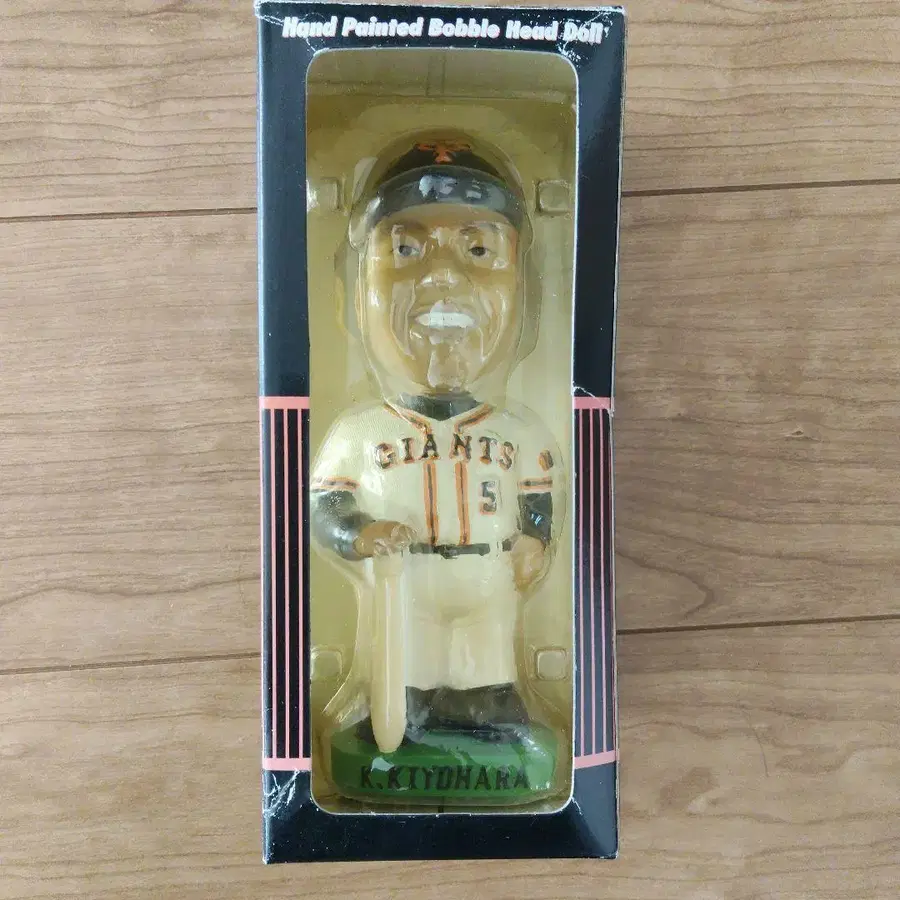 Hand Painted Bobble Head Doll
GIANTS
5
K.KIYOHARA